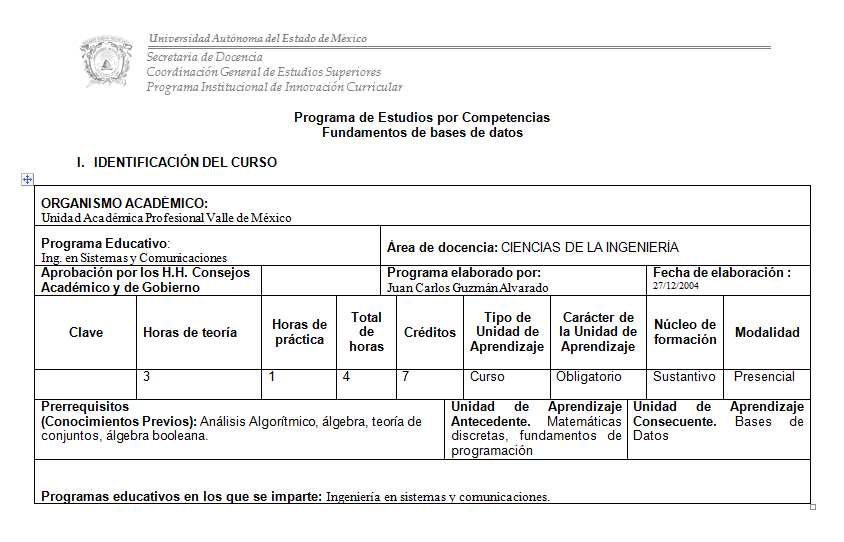 Universidad Autónoma del Estado de México
Secretaria de Docencia
Coordinación General de Estudios Superiores
Programa Institucional de Innovación Curricular
Programa de Estudios por Competencias
Fundamentos de bases de datos
I. IDENTIFICACIÓN DEL CURSO
ORGANISMO ACADÉMICO:
Unidad Académica Profesional Valle de México
Programa Educativo:
Ing. en Sistemas y Comunicaciones
Área de docencia: CIENCIAS DE LA INGENIERÍA
Aprobación por los H.H. Consejos
Académico y de Gobierno
Programa elaborado por:
Juan Carlos Guzmán Alvarado
Fecha de elaboración :
27/12/2004
Clave
Horas de teoría
Horas de
práctica
Total
de
horas
Créditos
Tipo de
Unidad de
Aprendizaje
Carácter de
la Unidad de
Aprendizaje
Núcleo de
formación
Modalidad
3
1
4
7
Curso
Obligatorio
Sustantivo
Presencial
Prerrequisitos
(Conocimientos Previos): Análisis Algorítmico, álgebra, teoría de
conjuntos, álgebra booleana.
Unidad de Aprendizaje
Antecedente. Matemáticas
discretas, fundamentos de
programación
Unidad de Aprendizaje
Consecuente. Bases de
Datos
Programas educativos en los que se imparte: Ingeniería en sistemas y comunicaciones.